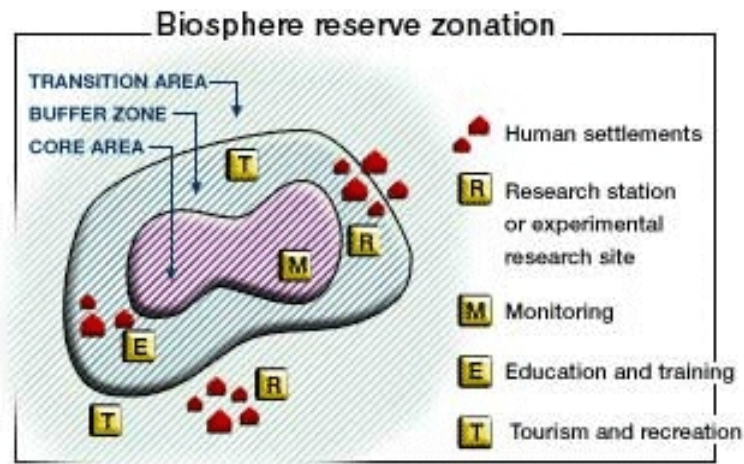 Biosphere reserve zonation
TRANSITION AREA
BUFFER ZONE
CORE AREA
T
R
M
E
R
T
Human settlements
R Research station
or experimental
research site
M Monitoring
E Education and training
T Tourism and recreation